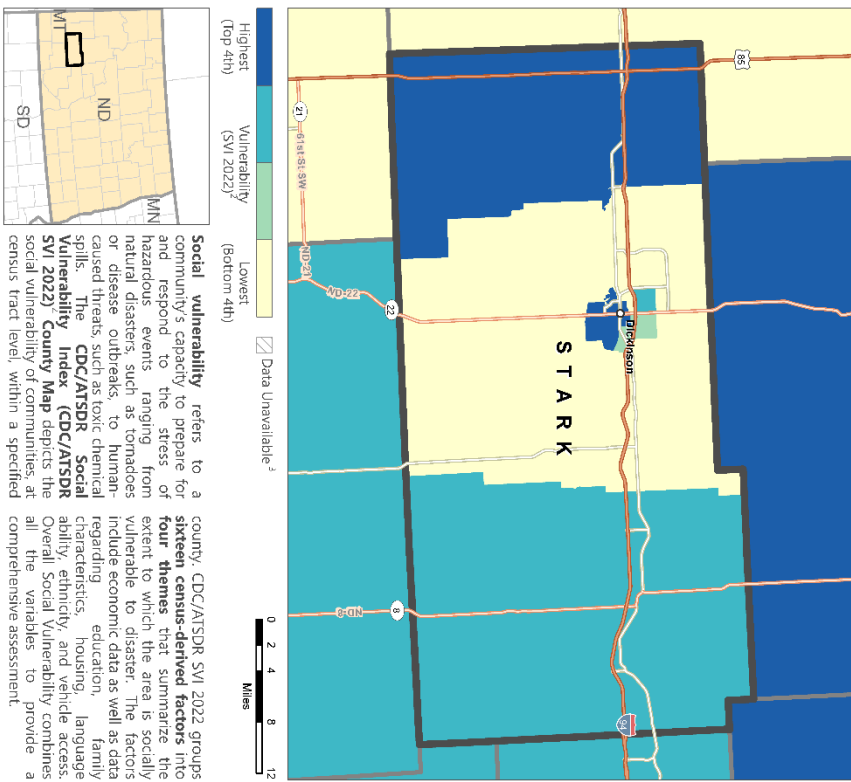 85
Dickinson
STARK
94
22
21
61st St SW
ND-21
ND-22
8
ND-8
Highest
(Top 4th)
Vulnerability
(SVI 2022)²
Lowest
(Bottom 4th)
Data Unavailable ³
0 2 4 8 12
Miles
MT
ND
MN
SD
Social vulnerability refers to a
community's capacity to prepare for
and respond to the stress of
hazardous events ranging from
natural disasters, such as tornadoes
or disease outbreaks, to human-
caused threats, such as toxic chemical
spills. The CDC/ATSDR Social
Vulnerability Index (CDC/ATSDR
SVI 2022)⁴ County Map depicts the
social vulnerability of communities, at
census tract level, within a specified
county. CDC/ATSDR SVI 2022 groups
sixteen census-derived factors into
four themes that summarize the
extent to which the area is socially
vulnerable to disaster. The factors
include economic data as well as data
regarding education, family
characteristics, housing, language
ability, ethnicity, and vehicle access.
Overall Social Vulnerability combines
all the variables to provide a
comprehensive assessment.